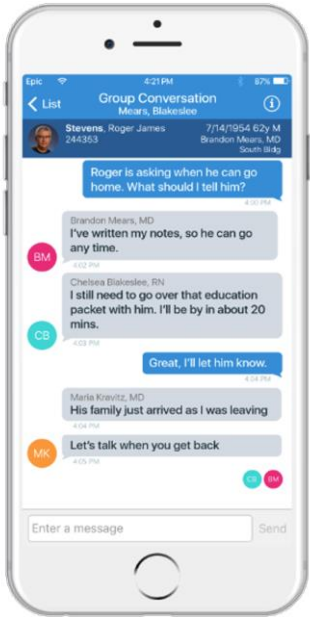 Epic 4:21 PM 87%
List
Group Conversation
Mears, Blakeslee
Stevens, Roger James 7/14/1954 62y M
244353 Brandon Mears, MD
South Bldg
Roger is asking when he can go
home. What should I tell him?
4:00 PM
Brandon Mears, MD
I've written my notes, so he can go
any time.
BM
4:02 PM
Chelsea Blakeslee, RN
I still need to go over that education
packet with him. I'll be by in about 20
mins.
CB
4:03 PM
Great, I'll let him know.
4:04 PM
Maria Kravitz, MD
His family just arrived as I was leaving
4:04 PM
Let's talk when you get back
MK
4:05 PM
CB BM
Enter a message Send